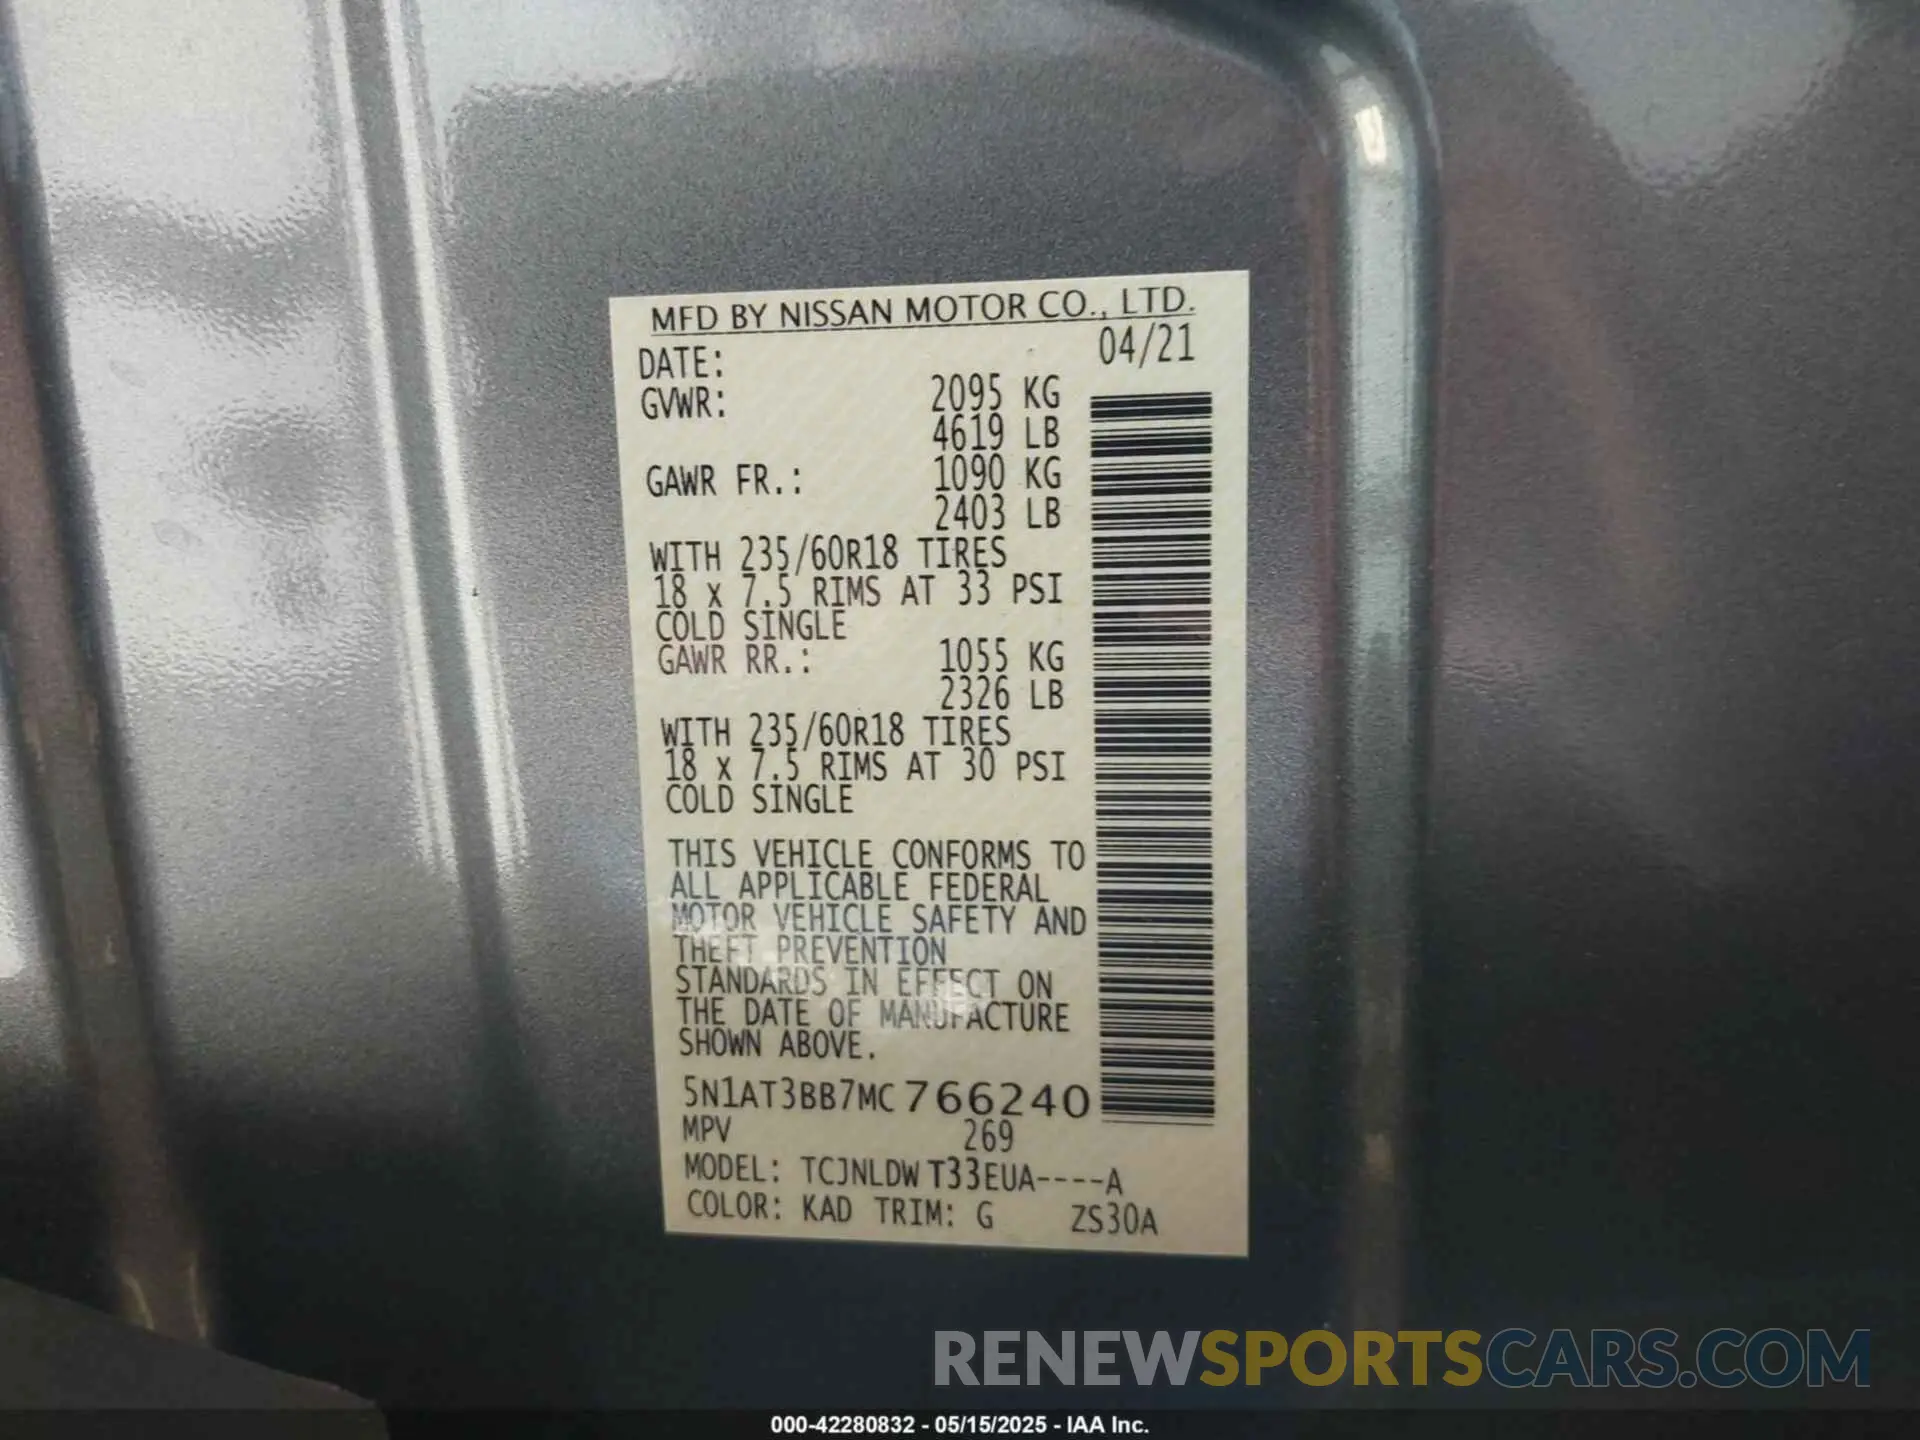 MFD BY NISSAN MOTOR CO., LTD.
DATE: 04/21
GVWR: 2095 KG
4619 LB
GAWR FR.: 1090 KG
2403 LB
WITH 235/60R18 TIRES
18 x 7.5 RIMS AT 33 PSI
COLD SINGLE
GAWR RR.: 1055 KG
2326 LB
WITH 235/60R18 TIRES
18 x 7.5 RIMS AT 30 PSI
COLD SINGLE
THIS VEHICLE CONFORMS TO
ALL APPLICABLE FEDERAL
MOTOR VEHICLE SAFETY AND
THEFT PREVENTION
STANDARDS IN EFFECT ON
THE DATE OF MANUFACTURE
SHOWN ABOVE.
5N1AT3BB7MC766240
MPV 269
MODEL: TCJNLDW T33EUA----A
COLOR: KAD TRIM: G ZS30A
RENEWSPORTSCARS.COM
000-42280832 - 05/15/2025 - IAA Inc.